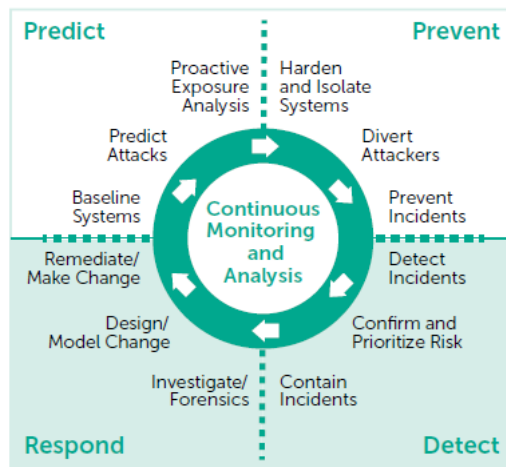 Predict
Prevent
Proactive
Exposure
Analysis
Harden
and Isolate
Systems
Predict
Attacks
Divert
Attackers
Baseline
Systems
Prevent
Incidents
Continuous
Monitoring
and
Analysis
Remediate/
Make Change
Detect
Incidents
Design/
Model Change
Confirm and
Prioritize Risk
Investigate/
Forensics
Contain
Incidents
Respond
Detect